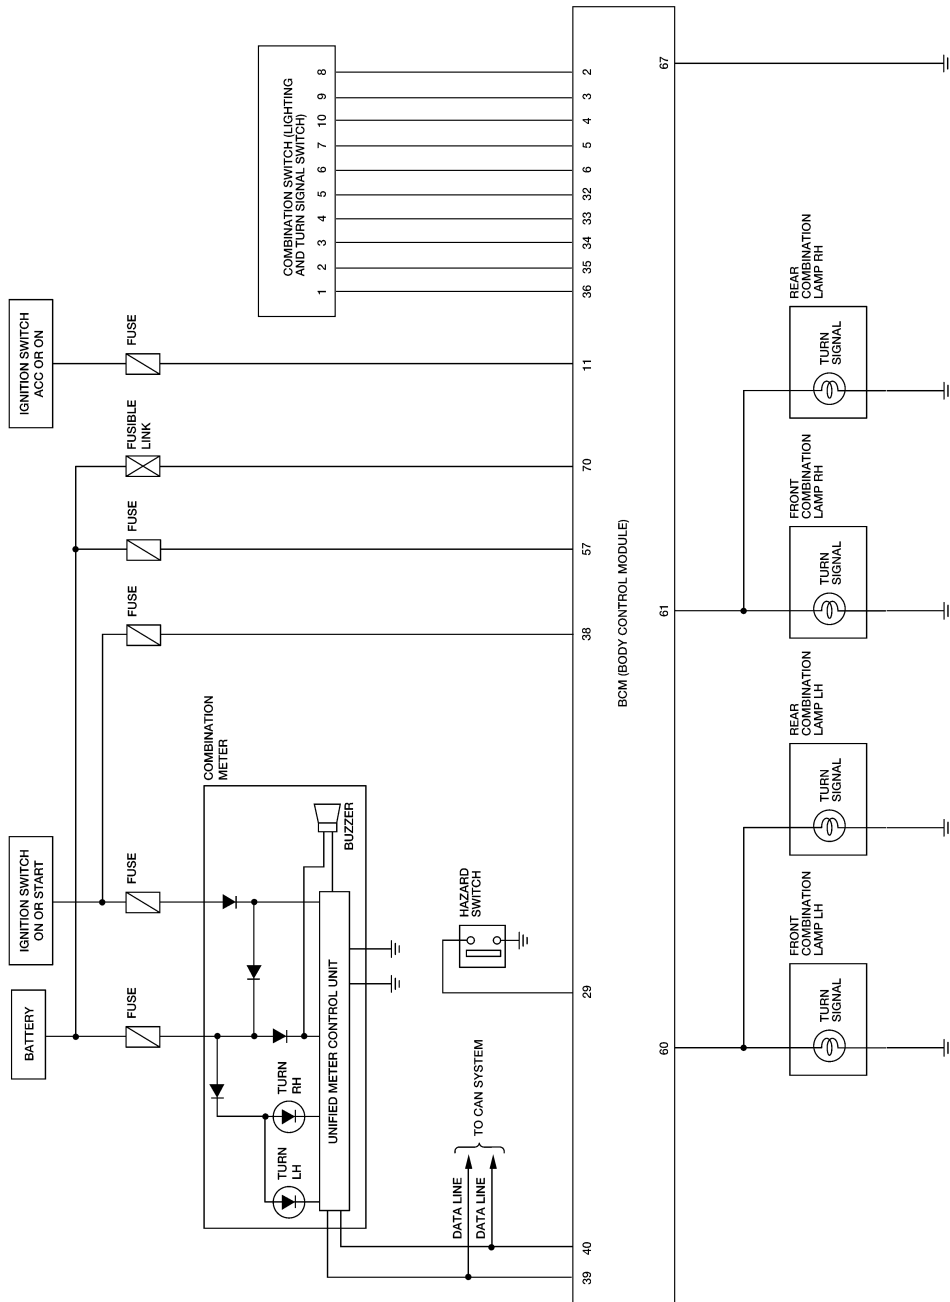 BATTERY
IGNITION SWITCH
ON OR START
IGNITION SWITCH
ACC OR ON
FUSE
FUSE
FUSE
FUSE
FUSIBLE
LINK
FUSE
COMBINATION
METER
TURN
LH
TURN
RH
BUZZER
UNIFIED METER CONTROL UNIT
COMBINATION SWITCH (LIGHTING
AND TURN SIGNAL SWITCH)
1
2
3
4
5
6
7
10
9
8
DATA LINE
DATA LINE
TO CAN SYSTEM
HAZARD
SWITCH
39
40
29
38
57
70
11
36
35
34
33
32
6
5
4
3
2
BCM (BODY CONTROL MODULE)
60
61
67
FRONT
COMBINATION
LAMP LH
TURN
SIGNAL
REAR
COMBINATION
LAMP LH
TURN
SIGNAL
FRONT
COMBINATION
LAMP RH
TURN
SIGNAL
REAR
COMBINATION
LAMP RH
TURN
SIGNAL